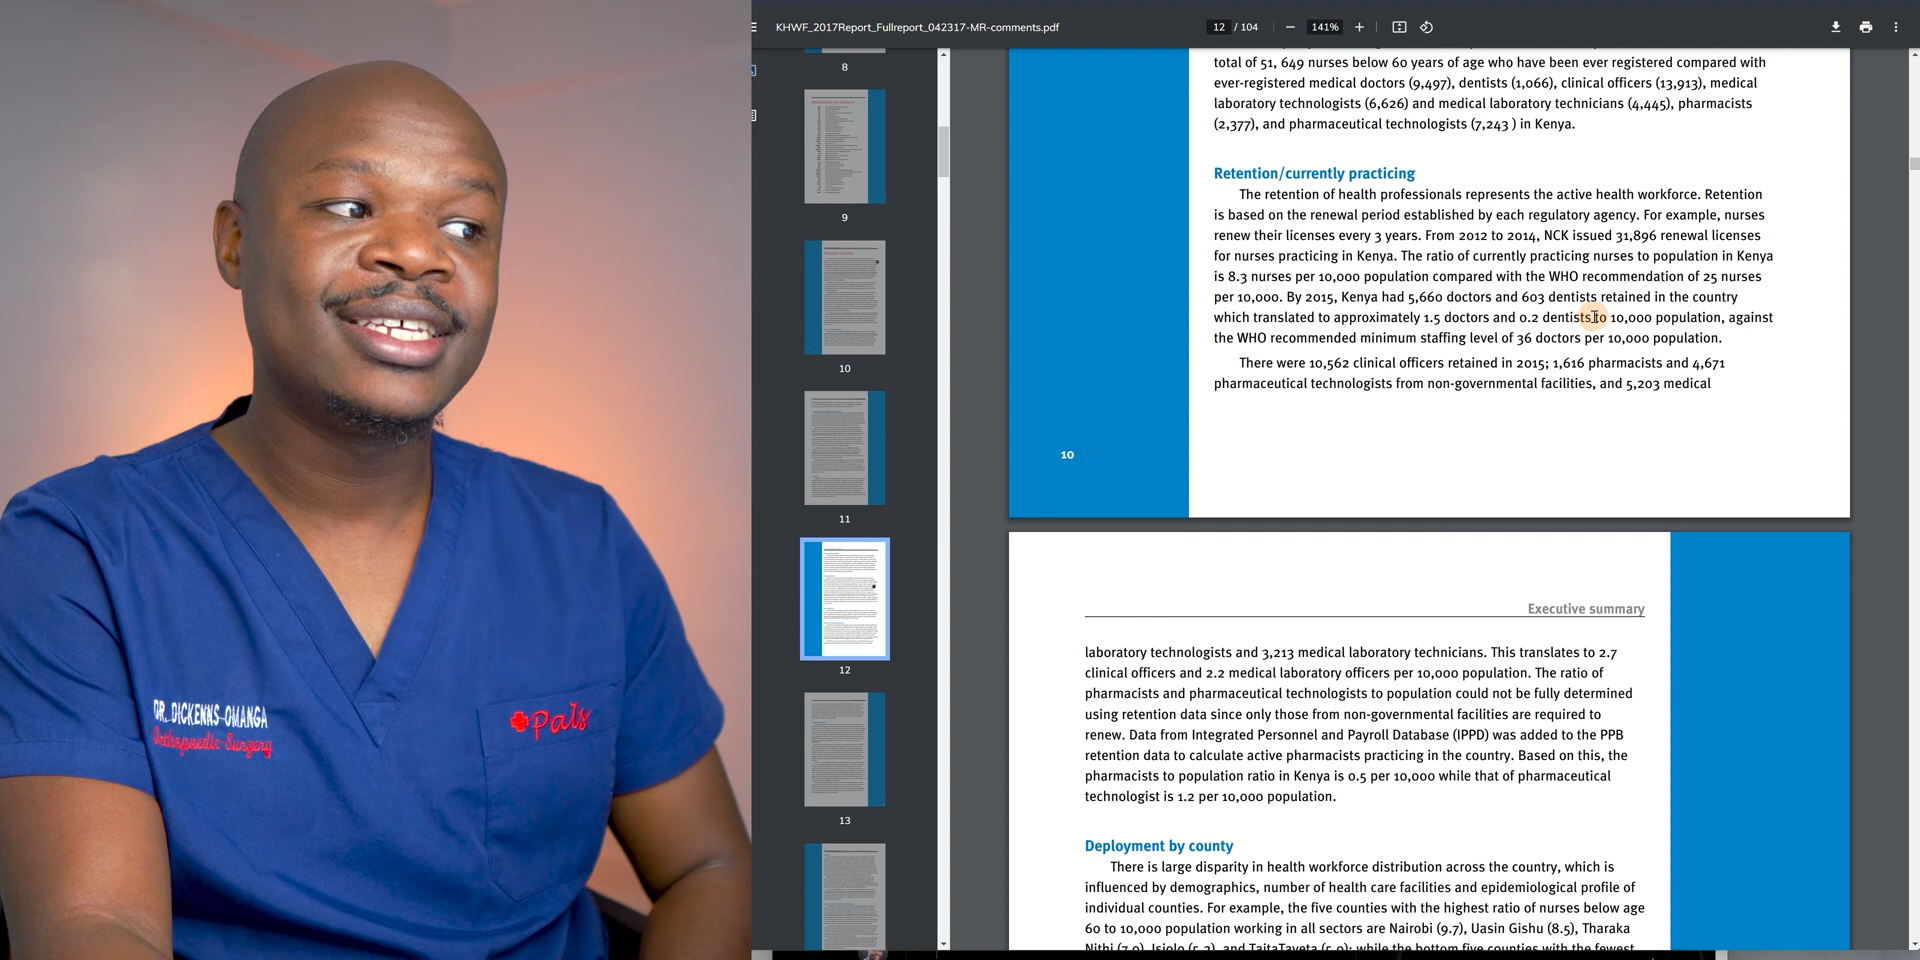 DR. DICKENNS OMANGA
Orthopaedic Surgery
Pals
KHWF_2017Report_Fullreport_042317-MR-comments.pdf
12 / 104
141%
8
9
10
11
12
13
total of 51, 649 nurses below 60 years of age who have been ever registered compared with
ever-registered medical doctors (9,497), dentists (1,066), clinical officers (13,913), medical
laboratory technologists (6,626) and medical laboratory technicians (4,445), pharmacists
(2,377), and pharmaceutical technologists (7,243 ) in Kenya.
Retention/currently practicing
The retention of health professionals represents the active health workforce. Retention
is based on the renewal period established by each regulatory agency. For example, nurses
renew their licenses every 3 years. From 2012 to 2014, NCK issued 31,896 renewal licenses
for nurses practicing in Kenya. The ratio of currently practicing nurses to population in Kenya
is 8.3 nurses per 10,000 population compared with the WHO recommendation of 25 nurses
per 10,000. By 2015, Kenya had 5,660 doctors and 603 dentists retained in the country
which translated to approximately 1.5 doctors and 0.2 dentists to 10,000 population, against
the WHO recommended minimum staffing level of 36 doctors per 10,000 population.
There were 10,562 clinical officers retained in 2015; 1,616 pharmacists and 4,671
pharmaceutical technologists from non-governmental facilities, and 5,203 medical
10
Executive summary
laboratory technologists and 3,213 medical laboratory technicians. This translates to 2.7
clinical officers and 2.2 medical laboratory officers per 10,000 population. The ratio of
pharmacists and pharmaceutical technologists to population could not be fully determined
using retention data since only those from non-governmental facilities are required to
renew. Data from Integrated Personnel and Payroll Database (IPPD) was added to the PPB
retention data to calculate active pharmacists practicing in the country. Based on this, the
pharmacists to population ratio in Kenya is 0.5 per 10,000 while that of pharmaceutical
technologist is 1.2 per 10,000 population.
Deployment by county
There is large disparity in health workforce distribution across the country, which is
influenced by demographics, number of health care facilities and epidemiological profile of
individual counties. For example, the five counties with the highest ratio of nurses below age
60 to 10,000 population working in all sectors are Nairobi (9.7), Uasin Gishu (8.5), Tharaka
Nithi (7.0), Isiolo (5.2), and TaitaTaveta (5.0); while the bottom five counties with the fewest